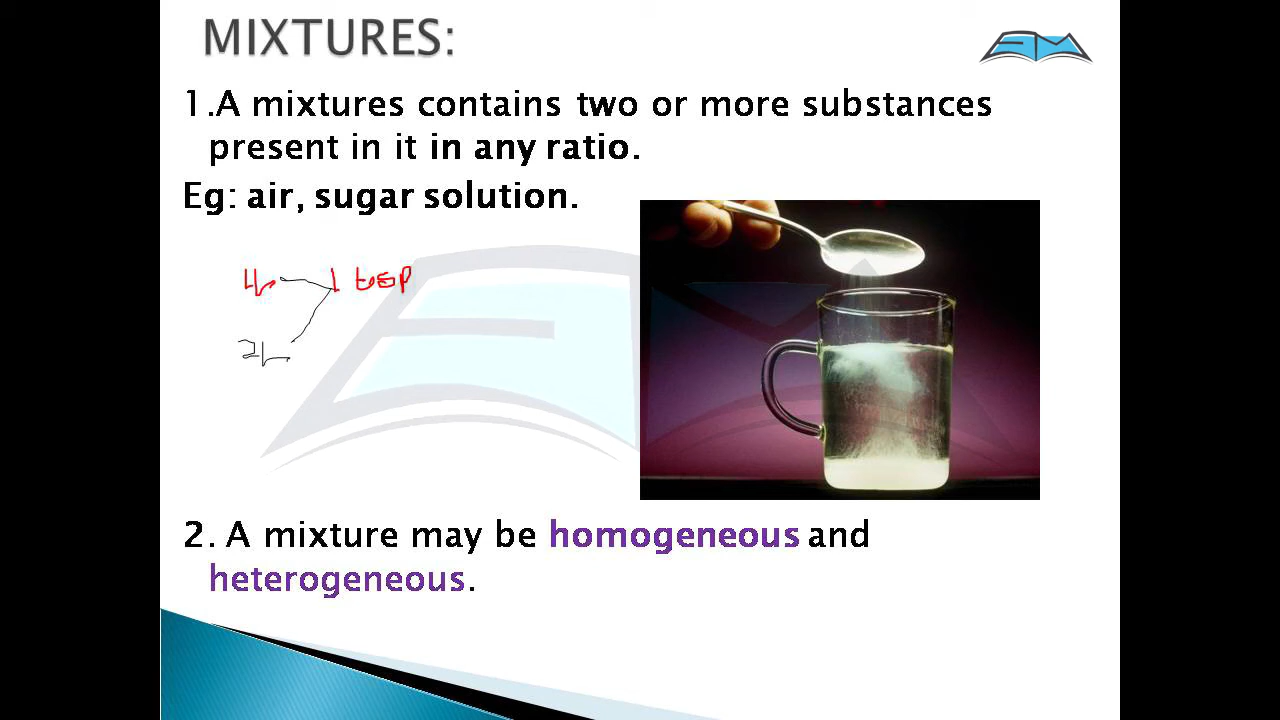 MIXTURES:
1.A mixtures contains two or more substances
present in it in any ratio.
Eg: air, sugar solution.
1 tsp
2. A mixture may be homogeneous and
heterogeneous.